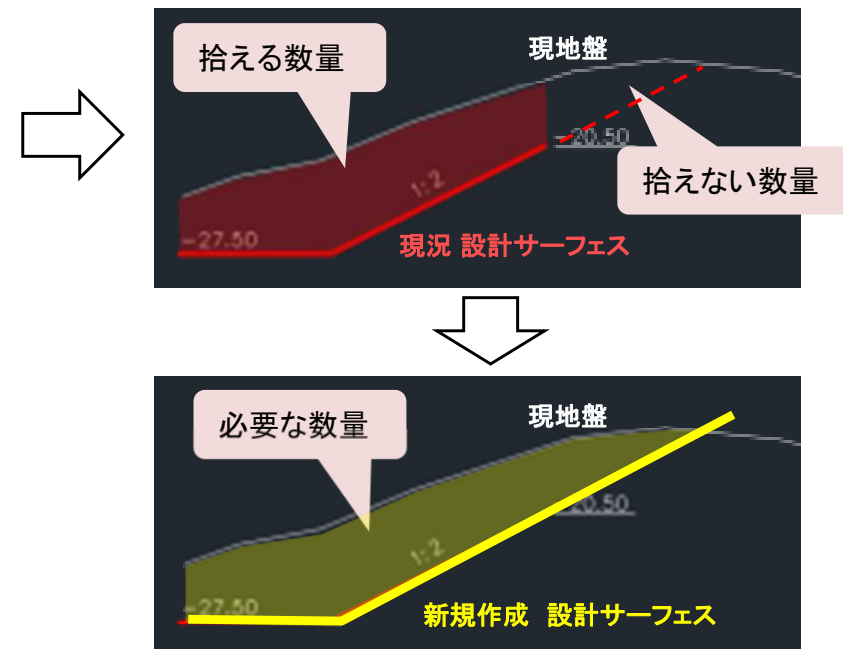 拾える数量
現地盤
-20.50
拾えない数量
1:2
-27.50
現況 設計サーフェス
必要な数量
現地盤
-20.50
1:2
-27.50
新規作成 設計サーフェス